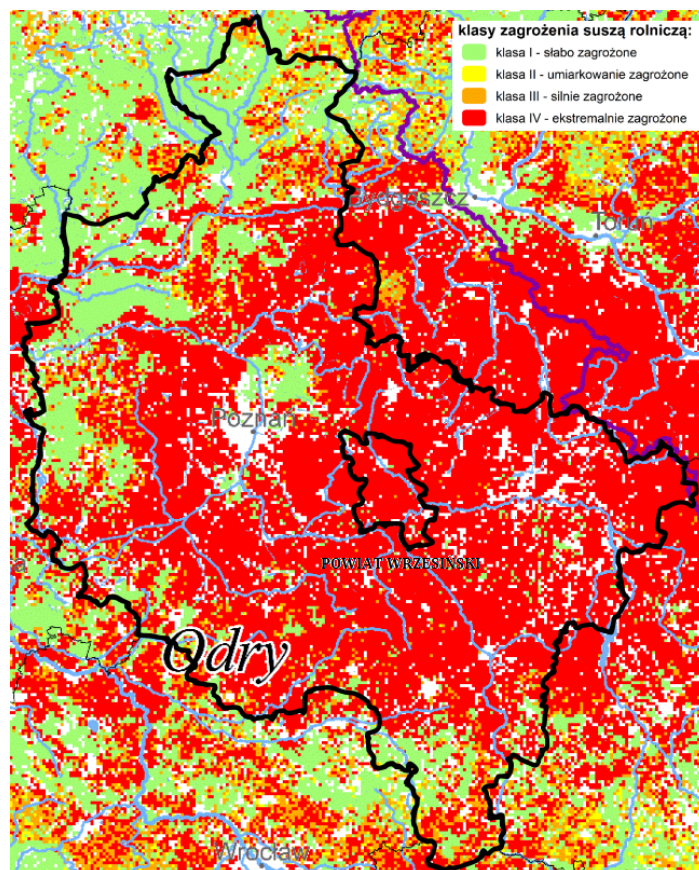 klasy zagrożenia suszą rolniczą:
klasa I - słabo zagrożone
klasa II - umiarkowanie zagrożone
klasa III - silnie zagrożone
klasa IV - ekstremalnie zagrożone
Bydgoszcz
Toruń
Poznań
POWIAT WRZESIŃSKI
a
Odry
Wrocław